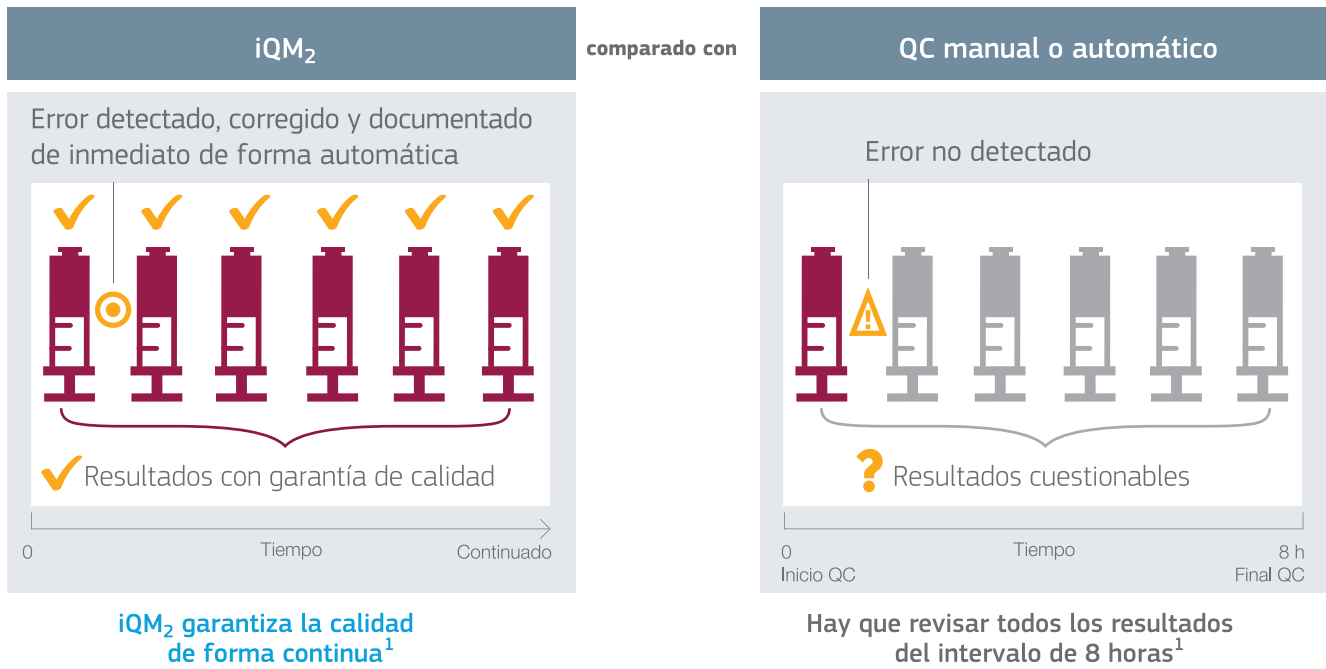 iQM₂
comparado con
QC manual o automático
Error detectado, corregido y documentado
de inmediato de forma automática
Resultados con garantía de calidad
0
Tiempo
Continuado
iQM₂ garantiza la calidad
de forma continua¹
Error no detectado
Resultados cuestionables
0
Tiempo
8 h
Inicio QC
Final QC
Hay que revisar todos los resultados
del intervalo de 8 horas¹